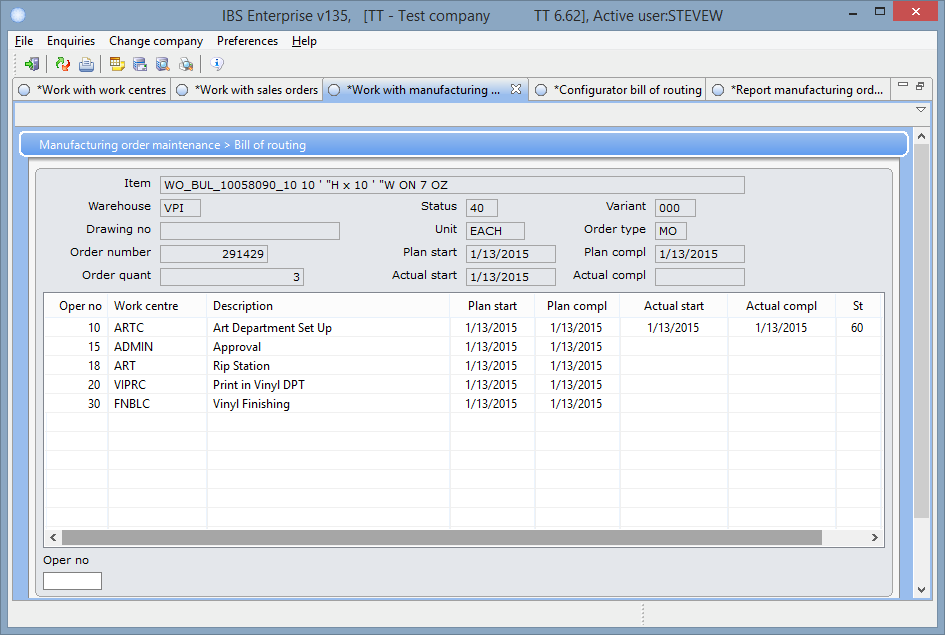 IBS Enterprise v135, [TT - Test company TT 6.62], Active user:STEVEW
File Enquiries Change company Preferences Help
*Work with work centres *Work with sales orders *Work with manufacturing ... *Configurator bill of routing *Report manufacturing ord...
Manufacturing order maintenance > Bill of routing
Item WO_BUL_10058090_10 10 ' "H x 10 ' "W ON 7 OZ
Warehouse VPI Status 40 Variant 000
Drawing no Unit EACH Order type MO
Order number 291429 Plan start 1/13/2015 Plan compl 1/13/2015
Order quant 3 Actual start 1/13/2015 Actual compl
Oper no Work centre Description Plan start Plan compl Actual start Actual compl St
10 ARTC Art Department Set Up 1/13/2015 1/13/2015 1/13/2015 1/13/2015 60
15 ADMIN Approval 1/13/2015 1/13/2015
18 ART Rip Station 1/13/2015 1/13/2015
20 VIPRC Print in Vinyl DPT 1/13/2015 1/13/2015
30 FNBLC Vinyl Finishing 1/13/2015 1/13/2015
Oper no